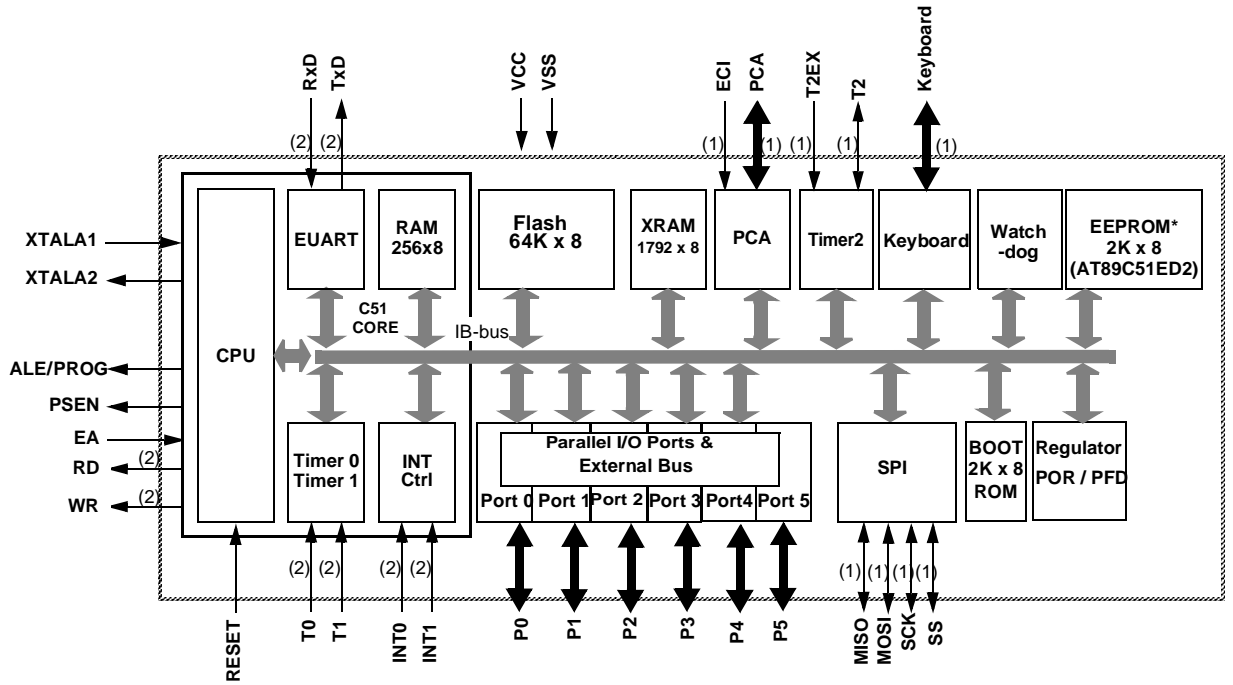 RxD
TxD
VCC
VSS
ECI
PCA
T2EX
T2
Keyboard
(2)
(2)
(1)
(1)
(1)
(1)
(1)
XTALA1
XTALA2
ALE/PROG
PSEN
EA
RD
(2)
WR
(2)
CPU
EUART
RAM
256x8
C51
CORE
IB-bus
Flash
64K x 8
XRAM
1792 x 8
PCA
Timer2
Keyboard
Watch
-dog
EEPROM*
2K x 8
(AT89C51ED2)
Timer 0
Timer 1
INT
Ctrl
Parallel I/O Ports &
External Bus
Port 0
Port 1
Port 2
Port 3
Port4
Port 5
SPI
BOOT
2K x 8
ROM
Regulator
POR / PFD
(2)
(2)
(2)
(2)
(1)
(1)
(1)
(1)
RESET
T0
T1
INT0
INT1
P0
P1
P2
P3
P4
P5
MISO
MOSI
SCK
SS